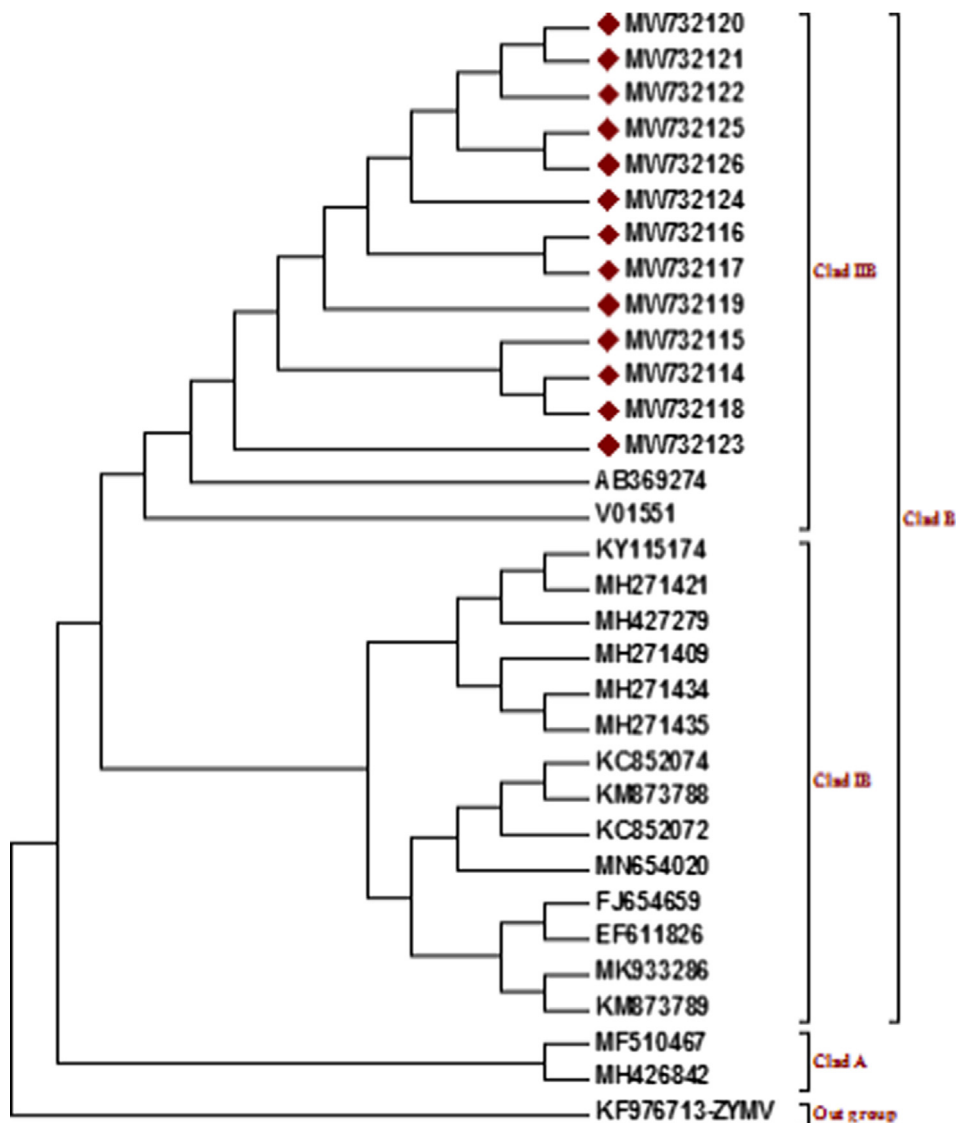 MW732120
MW732121
MW732122
MW732125
MW732126
MW732124
MW732116
MW732117
Clad IIB
MW732119
MW732115
MW732114
MW732118
MW732123
AB369274
V01551
Clad B
KY115174
MH271421
MH427279
MH271409
MH271434
MH271435
KC852074
Clad IB
KM873788
KC852072
MN654020
FJ654659
EF611826
MK933286
KM873789
MF510467
Clad A
MH426842
KF976713-ZYMV
Out group